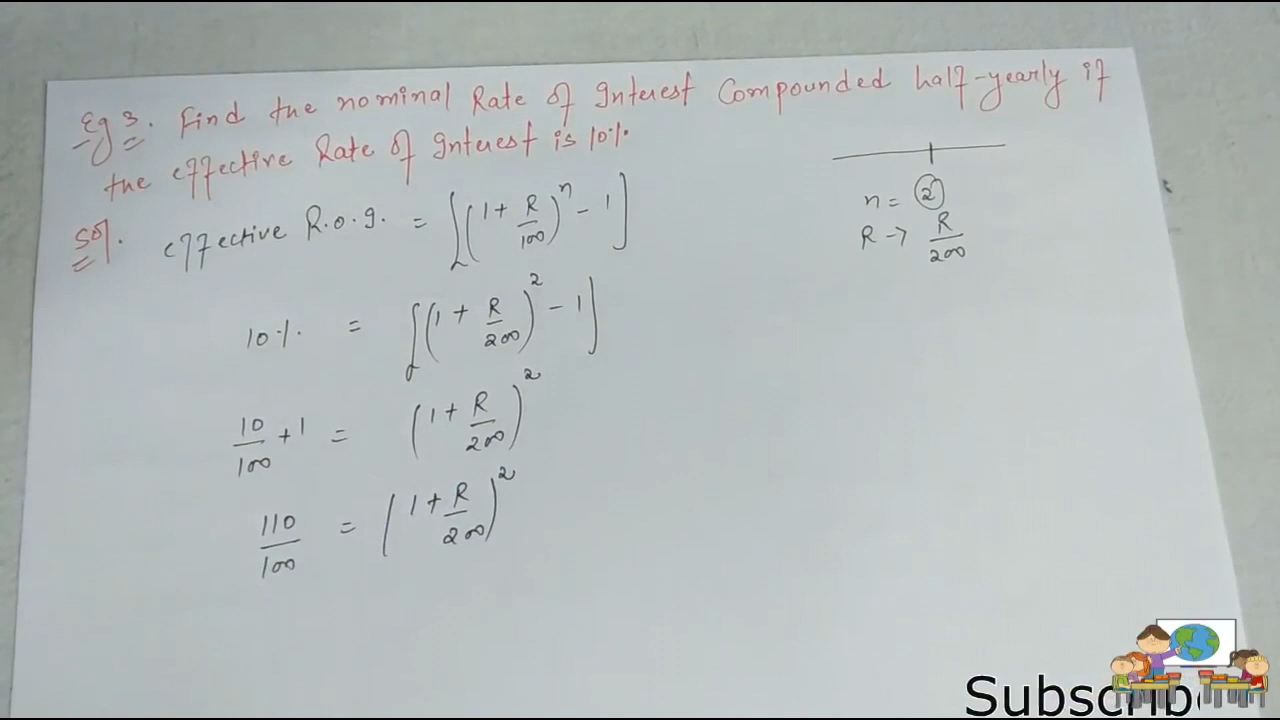 Eg 3. Find the nominal Rate of Interest Compounded half-yearly if
the effective Rate of Interest is 10%.
Sol. effective R.O.I. = [(1 + R/100)^n - 1]
n = 2
R → R/200
10% = [(1 + R/200)^2 - 1]
10/100 + 1 = (1 + R/200)^2
110/100 = (1 + R/200)^2
Subscribe